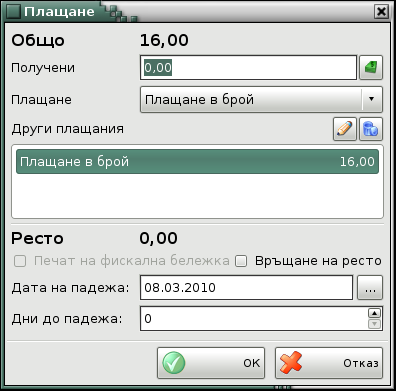 Плащане
Общо 16,00
Получени 0,00
Плащане Плащане в брой
Други плащания
Плащане в брой 16,00
Ресто 0,00
Печат на фискална бележка Връщане на ресто
Дата на падежа: 08.03.2010 ...
Дни до падежа: 0
OK Отказ